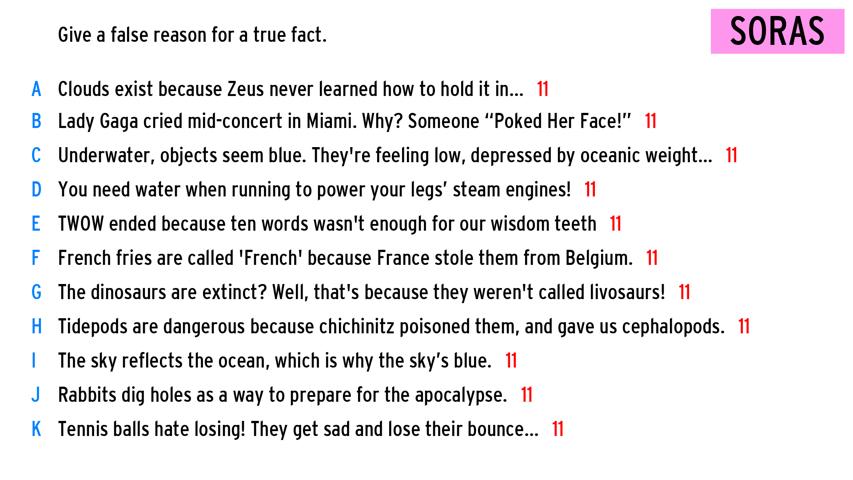 Give a false reason for a true fact.
SORAS
A Clouds exist because Zeus never learned how to hold it in... 11
B Lady Gaga cried mid-concert in Miami. Why? Someone “Poked Her Face!” 11
C Underwater, objects seem blue. They're feeling low, depressed by oceanic weight... 11
D You need water when running to power your legs’ steam engines! 11
E TWOW ended because ten words wasn't enough for our wisdom teeth 11
F French fries are called 'French' because France stole them from Belgium. 11
G The dinosaurs are extinct? Well, that's because they weren't called livosaurs! 11
H Tidepods are dangerous because chichinitz poisoned them, and gave us cephalopods. 11
I The sky reflects the ocean, which is why the sky’s blue. 11
J Rabbits dig holes as a way to prepare for the apocalypse. 11
K Tennis balls hate losing! They get sad and lose their bounce... 11